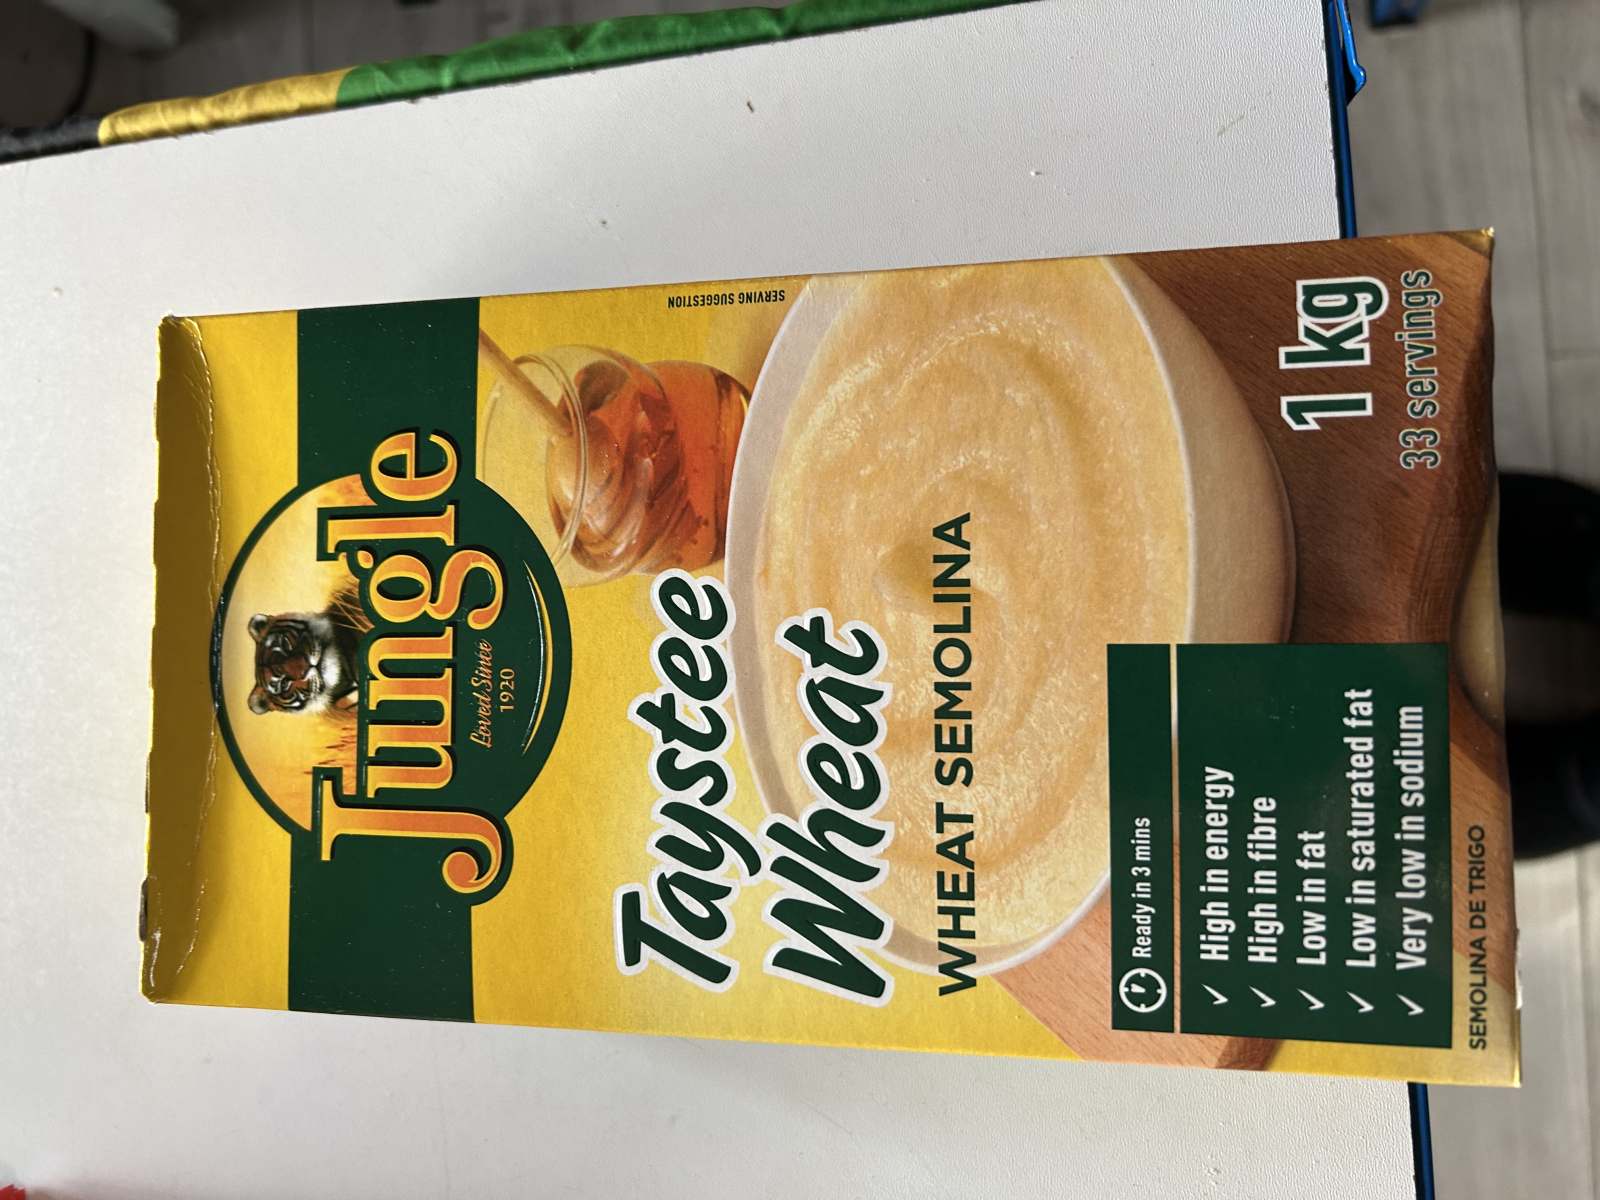 Jungle
Loved Since
1920
SERVING SUGGESTION
Taystee
Wheat
WHEAT SEMOLINA
Ready in 3 mins
✓ High in energy
✓ High in fibre
✓ Low in fat
✓ Low in saturated fat
✓ Very low in sodium
1 kg
33 servings
SEMOLINA DE TRIGO